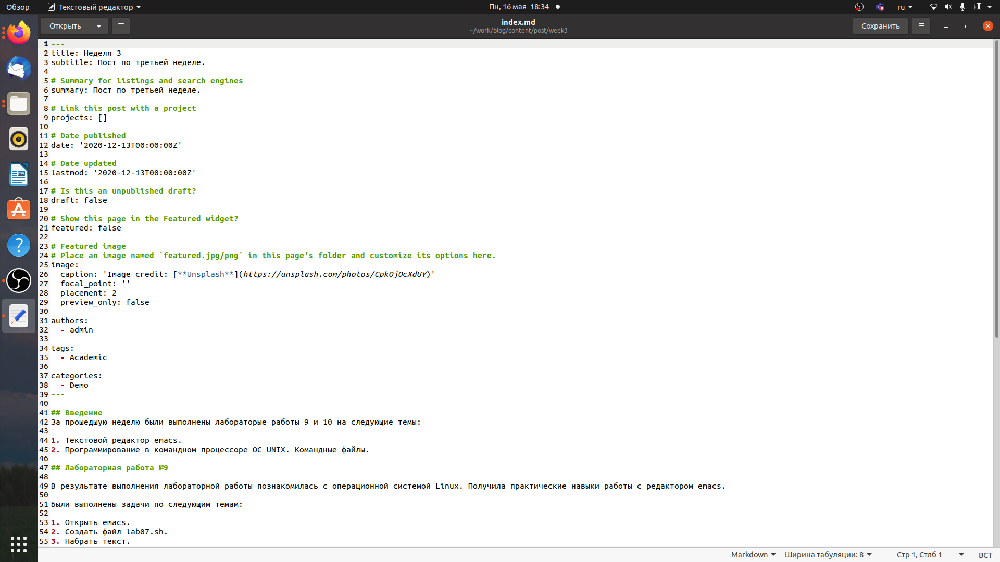 Обзор
Текстовый редактор
Пн, 16 мая 18:34
ru
Открыть
index.md
~/work/blog/content/post/week3
Сохранить
1 ---
2 title: Неделя 3
3 subtitle: Пост по третьей неделе.
4
5 # Summary for listings and search engines
6 summary: Пост по третьей неделе.
7
8 # Link this post with a project
9 projects: []
10
11 # Date published
12 date: '2020-12-13T00:00:00Z'
13
14 # Date updated
15 lastmod: '2020-12-13T00:00:00Z'
16
17 # Is this an unpublished draft?
18 draft: false
19
20 # Show this page in the Featured widget?
21 featured: false
22
23 # Featured image
24 # Place an image named `featured.jpg/png` in this page's folder and customize its options here.
25 image:
26   caption: 'Image credit: [**Unsplash**](https://unsplash.com/photos/CpkOjOcXdUY)'
27   focal_point: ''
28   placement: 2
29   preview_only: false
30
31 authors:
32   - admin
33
34 tags:
35   - Academic
36
37 categories:
38   - Demo
39 ---
40
41 ## Введение
42 За прошедшую неделю были выполнены лабораторые работы 9 и 10 на следующие темы:
43
44 1. Текстовой редактор emacs.
45 2. Программирование в командном процессоре ОС UNIX. Командные файлы.
46
47 ## Лабораторная работа №9
48
49 В результате выполнения лабораторной работы познакомилась с операционной системой Linux. Получила практические навыки работы с редактором emacs.
50
51 Были выполнены задачи по следующим темам:
52
53 1. Открыть emacs.
54 2. Создать файл lab07.sh.
55 3. Набрать текст.
Markdown
Ширина табуляции: 8
Стр 1, Стлб 1
ВСТ